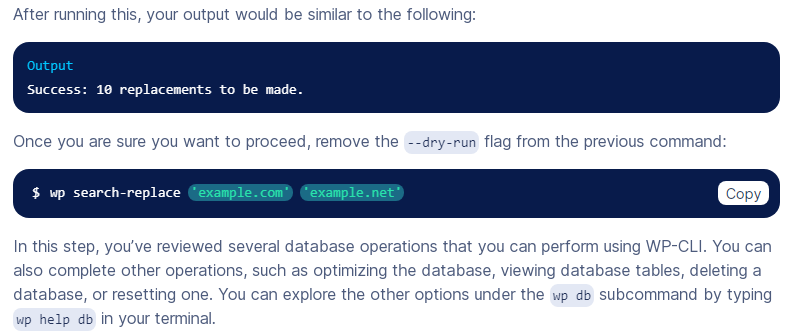 After running this, your output would be similar to the following:
Output
Success: 10 replacements to be made.
Once you are sure you want to proceed, remove the --dry-run flag from the previous command:
$ wp search-replace 'example.com' 'example.net'
Copy
In this step, you’ve reviewed several database operations that you can perform using WP-CLI. You can
also complete other operations, such as optimizing the database, viewing database tables, deleting a
database, or resetting one. You can explore the other options under the wp db subcommand by typing
wp help db in your terminal.